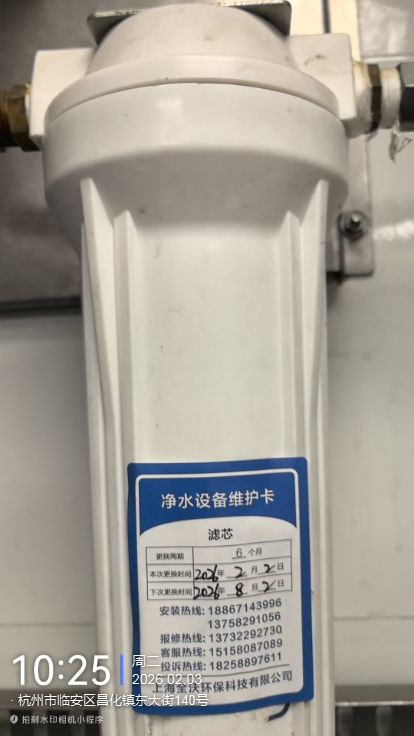 净水设备维护卡
滤芯
更换周期 6 个月
本次更换时间 2026年 2 月 2 日
下次更换时间 2026年 8 月 2 日
安装热线: 18867143996
13758291056
报修热线: 13732292730
客服热线: 15158087089
投诉热线: 18258897611
上海全沃环保科技有限公司
10:25
周二
2026.02.03
· 杭州市临安区昌化镇东大街140号
拍刻水印相机小程序